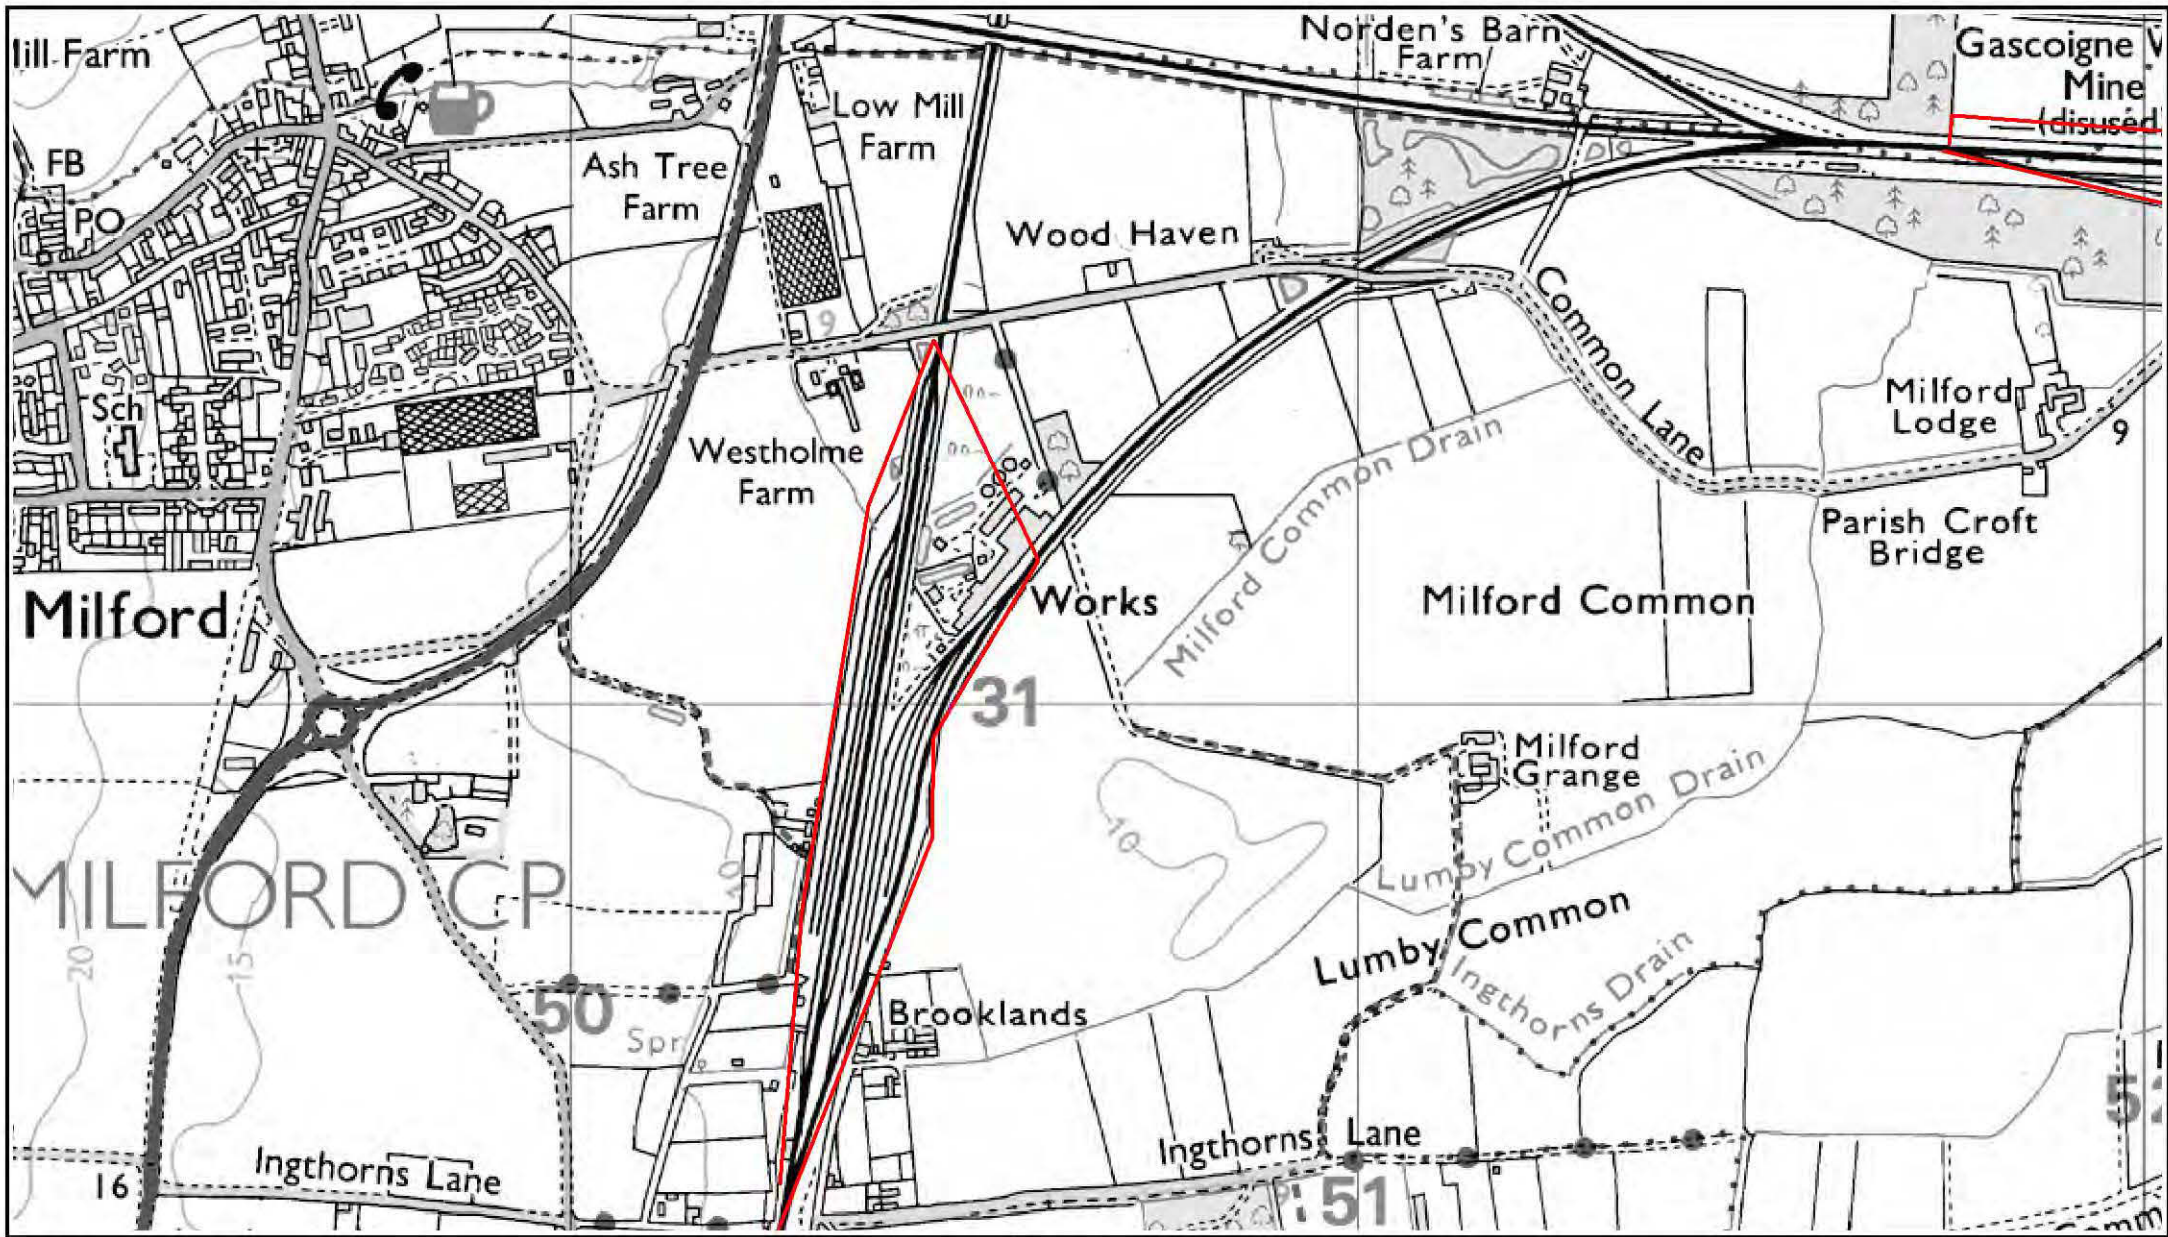 Mill Farm
Norden's Barn
Farm
Gascoigne W
Mine
(disused)
Low Mill
Farm
FB
Ash Tree
Farm
PO
Wood Haven
9
Common Lane
Sch
Milford
Lodge
9
Westholme
Farm
Milford Common Drain
Parish Croft
Bridge
Milford
Works
Milford Common
31
Milford
Grange
10
Lumby Common Drain
MILFORD CP
10
20
15
Lumby Common
50
Ingthorns Drain
Brooklands
Spr
52
Ingthorns Lane
Ingthorns Lane
16
51
Comm